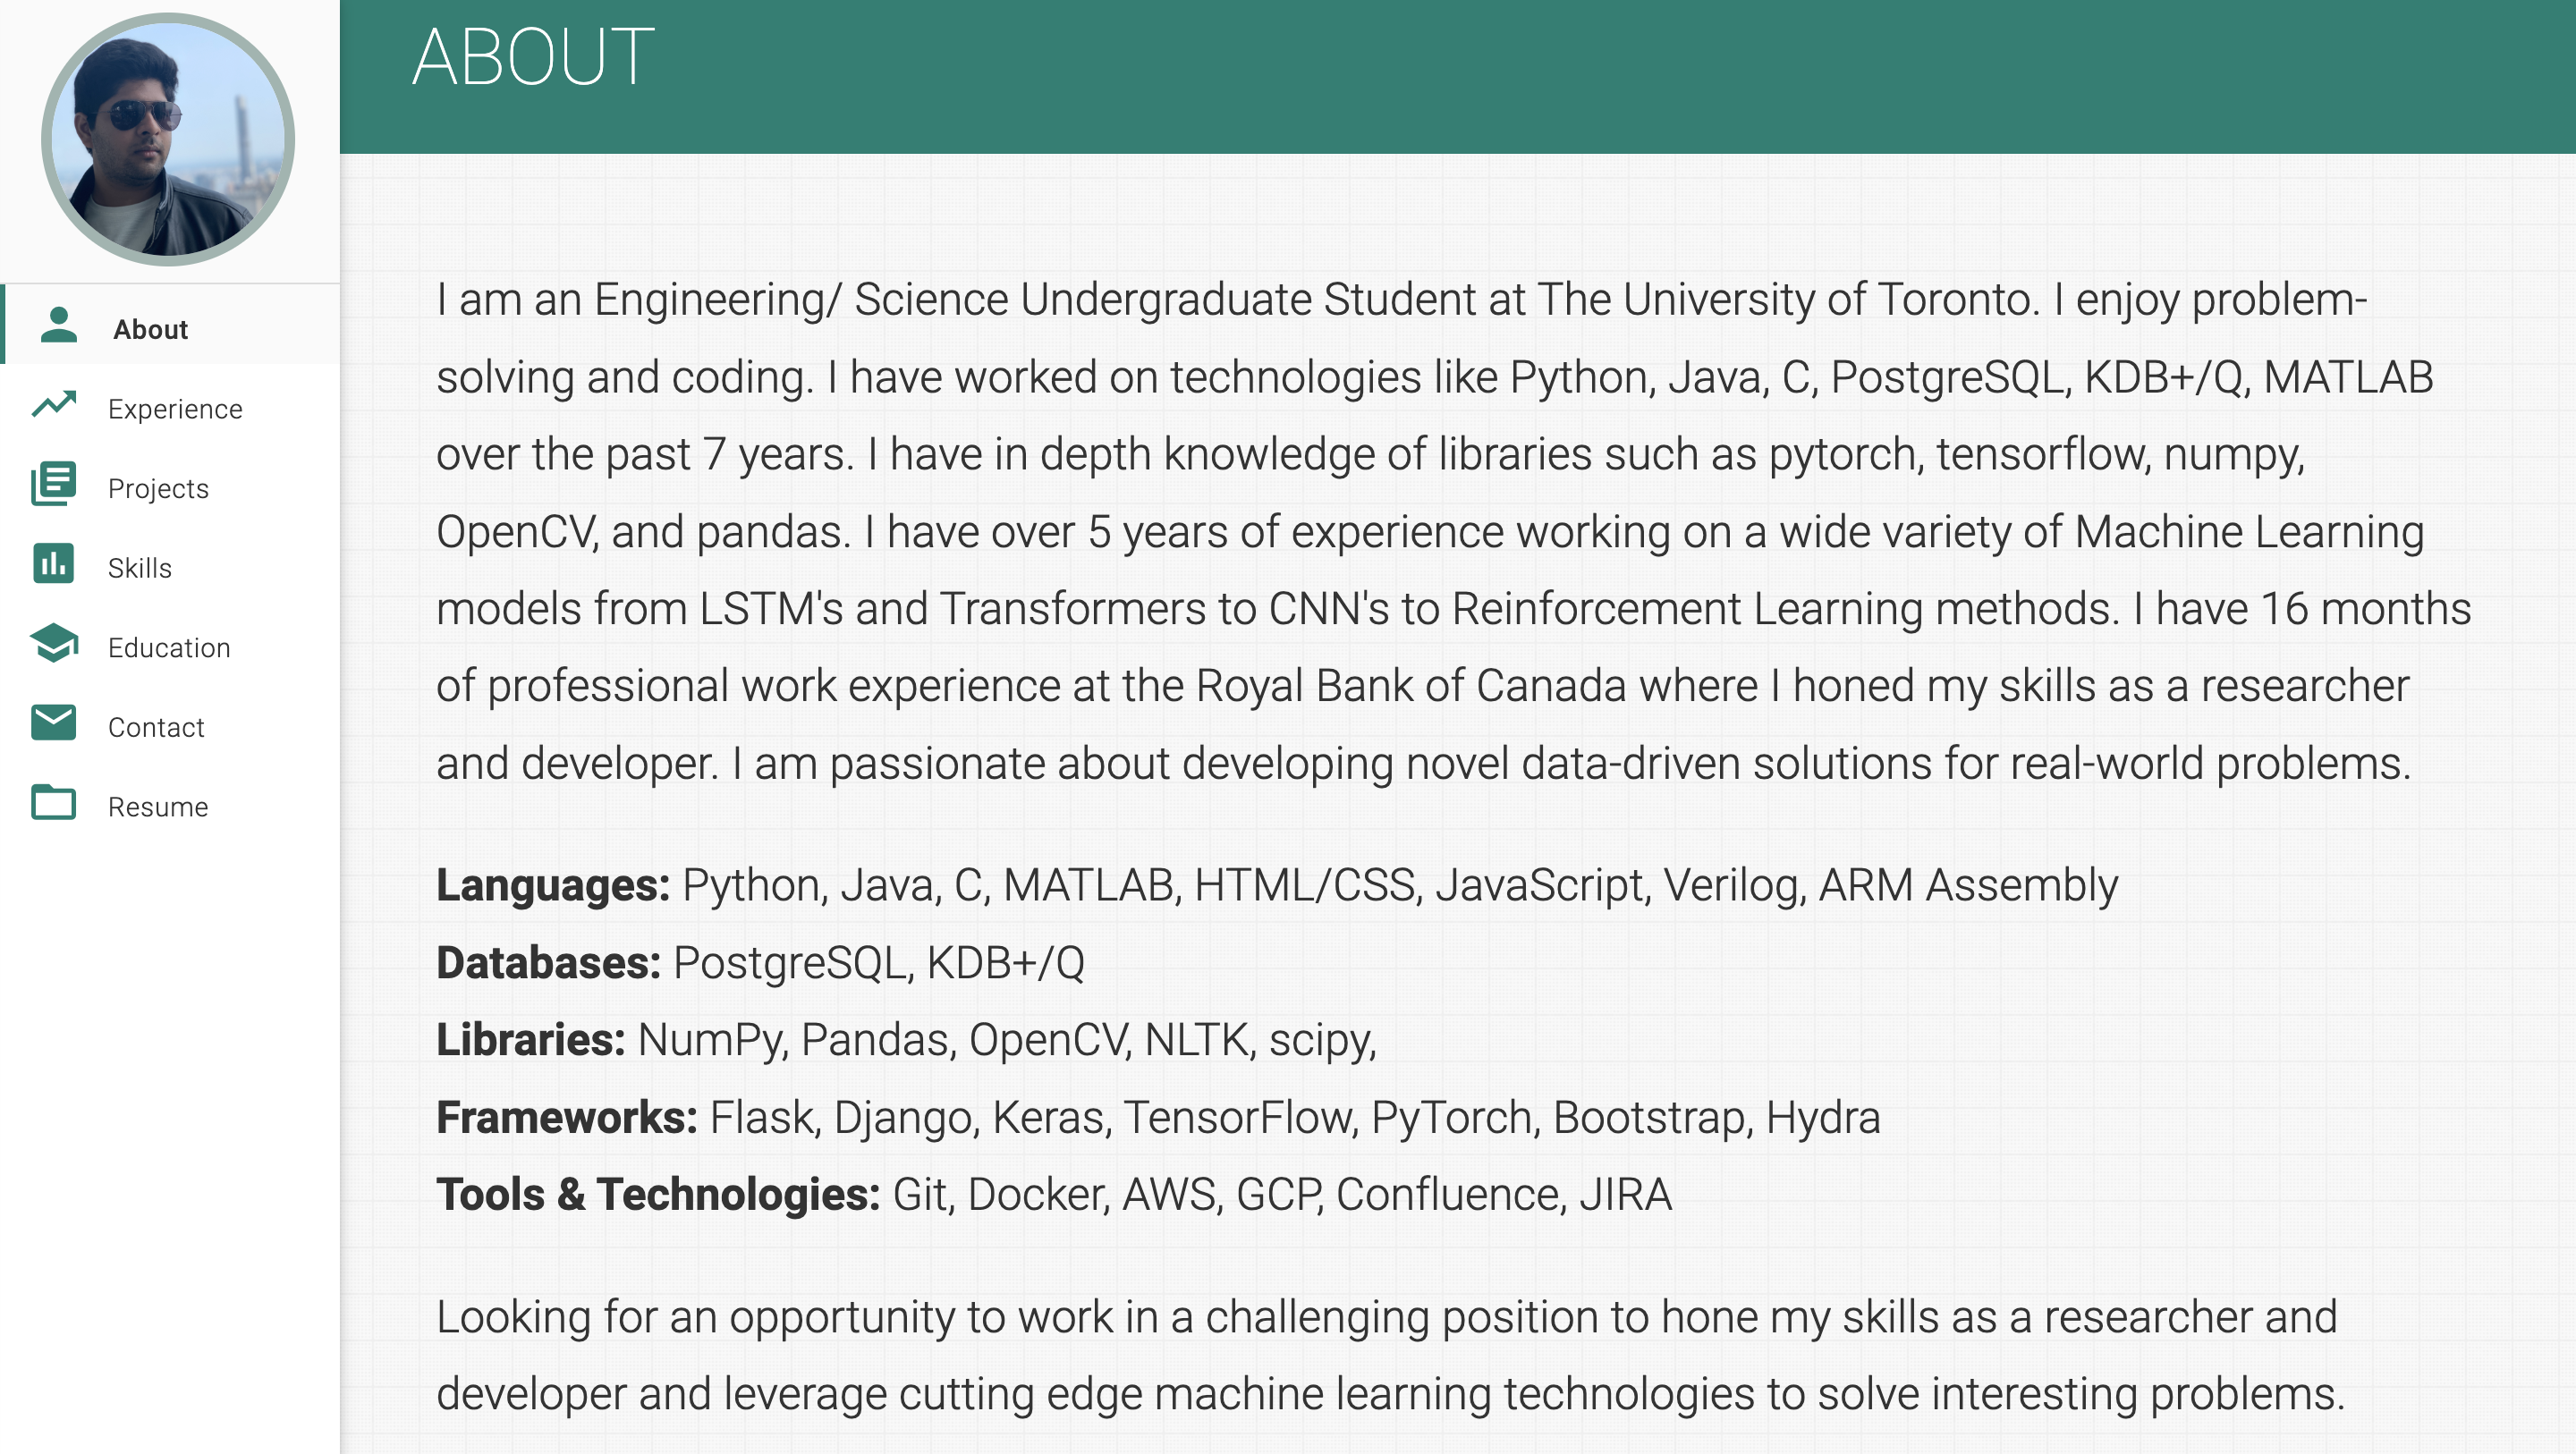 ABOUT
About
Experience
Projects
Skills
Education
Contact
Resume
I am an Engineering/ Science Undergraduate Student at The University of Toronto. I enjoy problem-
solving and coding. I have worked on technologies like Python, Java, C, PostgreSQL, KDB+/Q, MATLAB
over the past 7 years. I have in depth knowledge of libraries such as pytorch, tensorflow, numpy,
OpenCV, and pandas. I have over 5 years of experience working on a wide variety of Machine Learning
models from LSTM's and Transformers to CNN's to Reinforcement Learning methods. I have 16 months
of professional work experience at the Royal Bank of Canada where I honed my skills as a researcher
and developer. I am passionate about developing novel data-driven solutions for real-world problems.
Languages: Python, Java, C, MATLAB, HTML/CSS, JavaScript, Verilog, ARM Assembly
Databases: PostgreSQL, KDB+/Q
Libraries: NumPy, Pandas, OpenCV, NLTK, scipy,
Frameworks: Flask, Django, Keras, TensorFlow, PyTorch, Bootstrap, Hydra
Tools & Technologies: Git, Docker, AWS, GCP, Confluence, JIRA
Looking for an opportunity to work in a challenging position to hone my skills as a researcher and
developer and leverage cutting edge machine learning technologies to solve interesting problems.